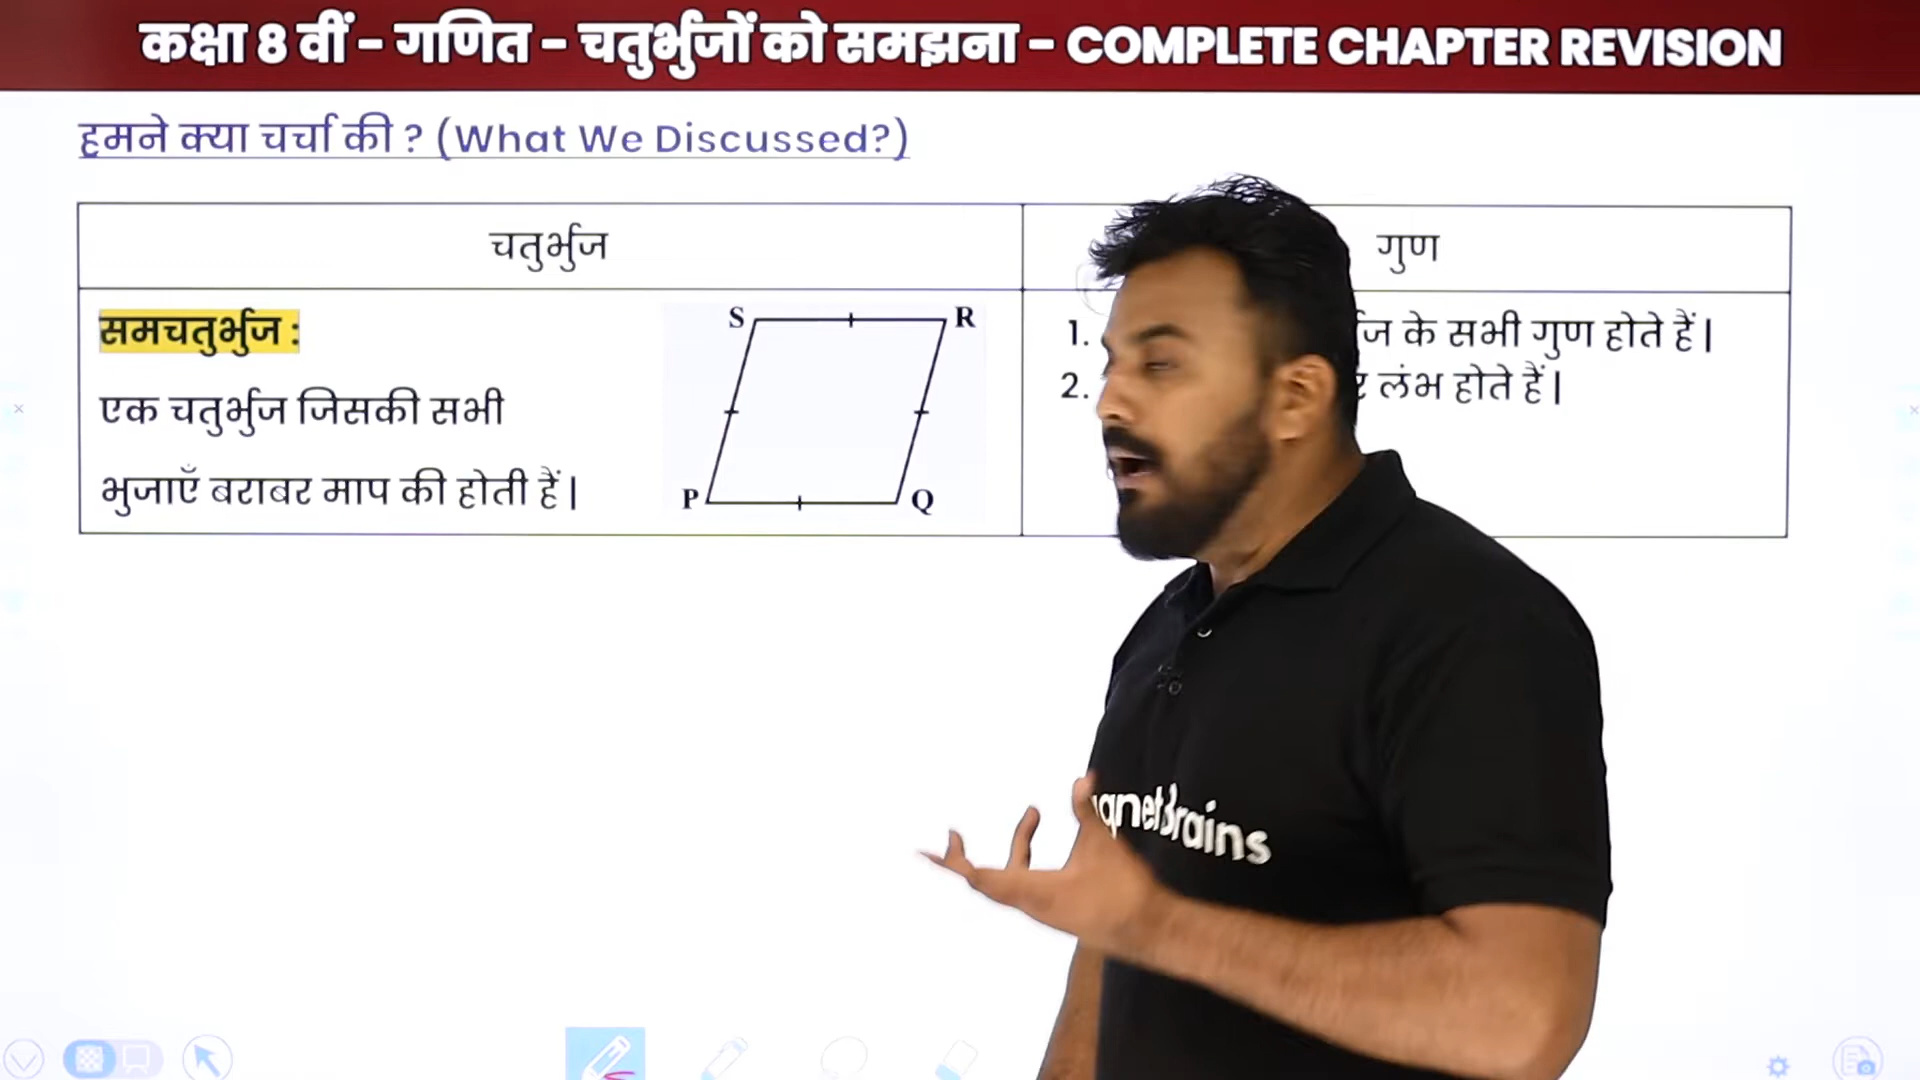 कक्षा 8 वीं – गणित – चतुर्भुजों को समझना – COMPLETE CHAPTER REVISION
हमने क्या चर्चा की ? (What We Discussed?)
चतुर्भुज
गुण
समचतुर्भुज :
एक चतुर्भुज जिसकी सभी
भुजाएँ बराबर माप की होती हैं |
S
R
P
Q
1. के सभी गुण होते हैं |
2. लंभ होते हैं |